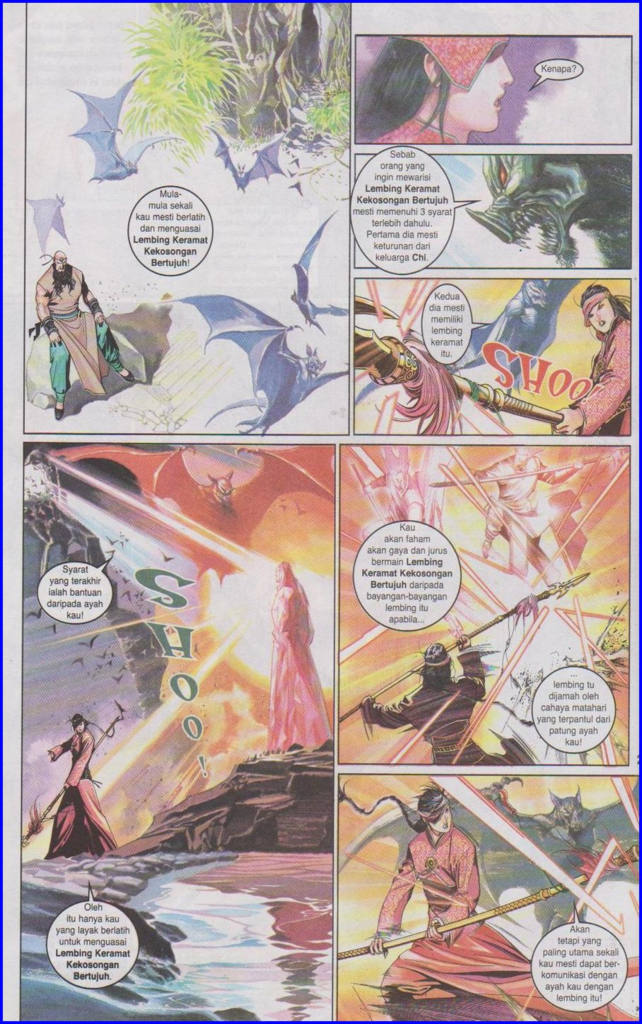 Mula-
mula sekali
kau mesti berlatih
dan menguasai
Lembing Keramat
Kekosongan
Bertujuh!
Kenapa?
Sebab
orang yang
ingin mewarisi
Lembing Keramat
Kekosongan Bertujuh
mesti memenuhi 3 syarat
terlebih dahulu.
Pertama dia mesti
keturunan dari
keluarga Chi.
Kedua
dia mesti
memiliki
lembing
keramat
itu.
SHOO
Syarat
yang terakhir
ialah bantuan
daripada ayah
kau!
SHOO!
Oleh
itu hanya kau
yang layak berlatih
untuk menguasai
Lembing Keramat
Kekosongan
Bertujuh.
Kau
akan faham
akan gaya dan jurus
bermain Lembing
Keramat Kekosongan
Bertujuh daripada
bayangan-bayangan
lembing itu
apabila...
...
lembing tu
dijamah oleh
cahaya matahari
yang terpantul dari
patung ayah
kau!
Akan
tetapi yang
paling utama sekali
kau mesti dapat ber-
komunikasi dengan
ayah kau dengan
lembing itu!